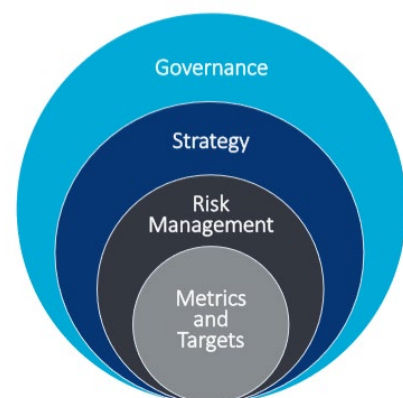 Governance
Strategy
Risk
Management
Metrics
and
Targets